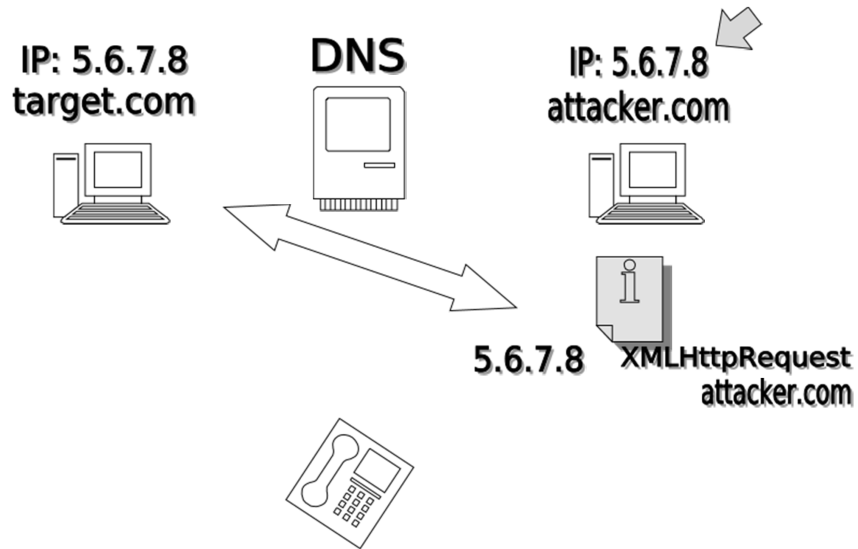 IP: 5.6.7.8
target.com
DNS
IP: 5.6.7.8
attacker.com
i
5.6.7.8
XMLHttpRequest
attacker.com